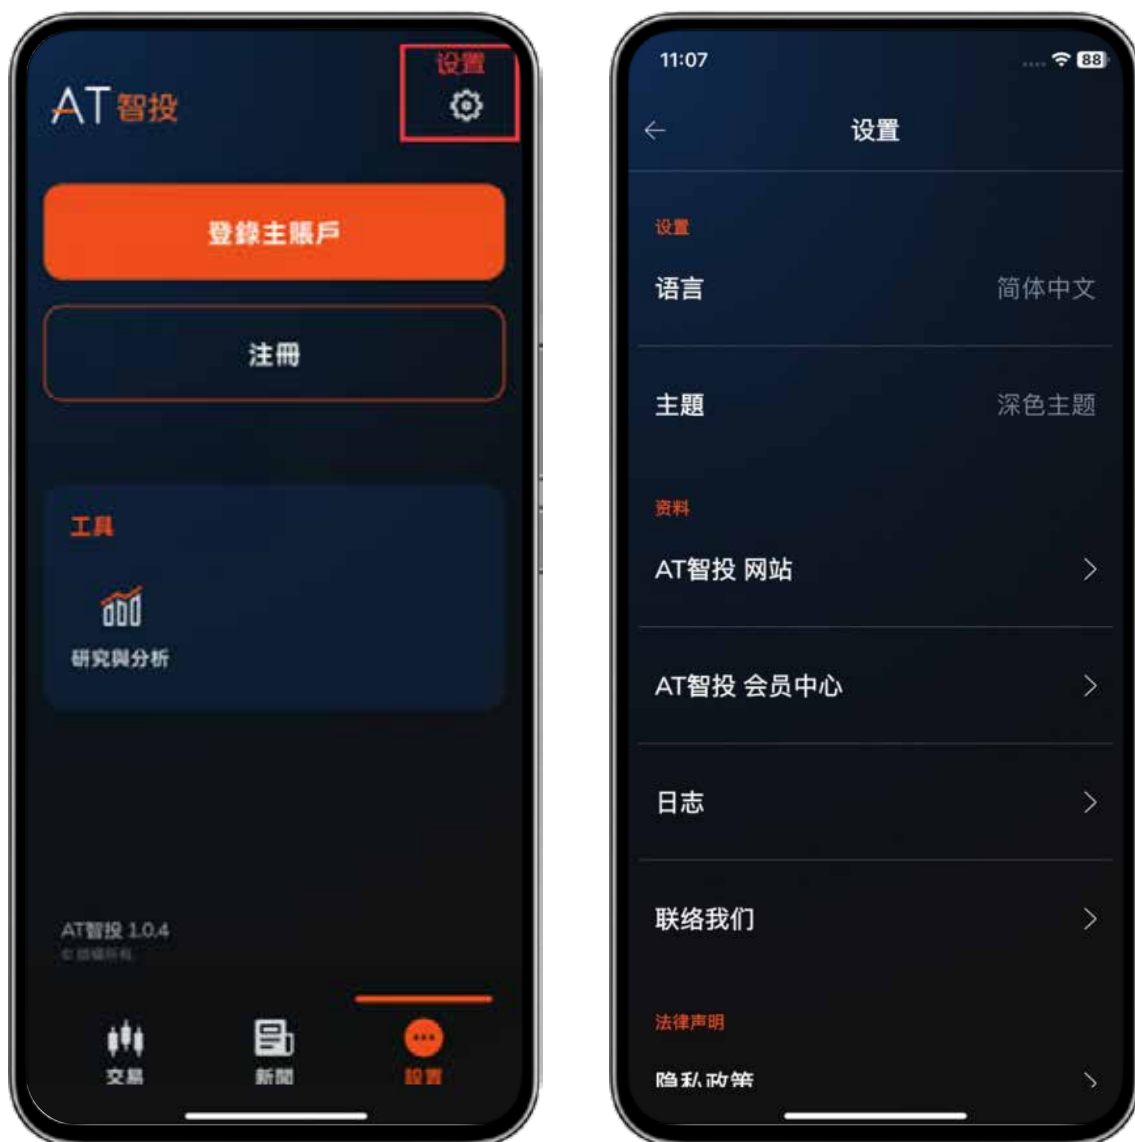 设置
AT智投
登錄主賬戶
注冊
工具
研究與分析
AT智投 1.0.4
© 版權所有
交易
新聞
設置
11:07
88
设置
设置
语言
简体中文
主题
深色主题
资料
AT智投 网站
AT智投 会员中心
日志
联络我们
法律声明
隐私政策